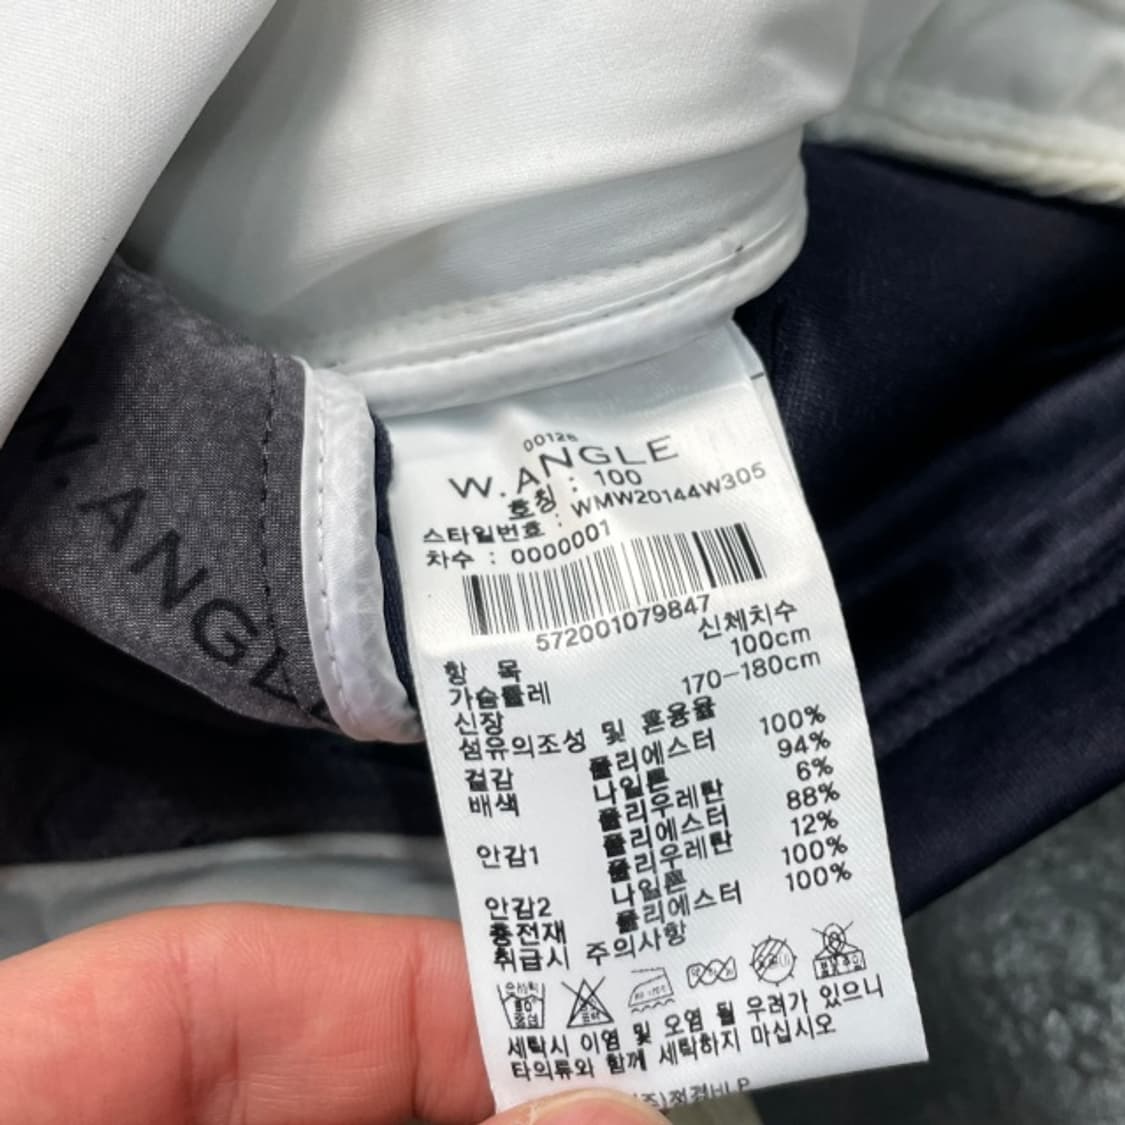 W.ANGL
00126
W.ANGLE
호칭 : 100
스타일번호 : WMW20144W305
차수 : 0000001
572001079847
항 목 신체치수
가슴둘레 100cm
신장 170-180cm
섬유의조성 및 혼용율
겉감 폴리에스터 100%
배색 나일론 94%
폴리우레탄 6%
안감1 폴리에스터 88%
폴리우레탄 12%
안감2 나일론 100%
충전재 폴리에스터 100%
취급시 주의사항
세탁시 이염 및 오염 될 우려가 있으니
타의류와 함께 세탁하지 마십시오